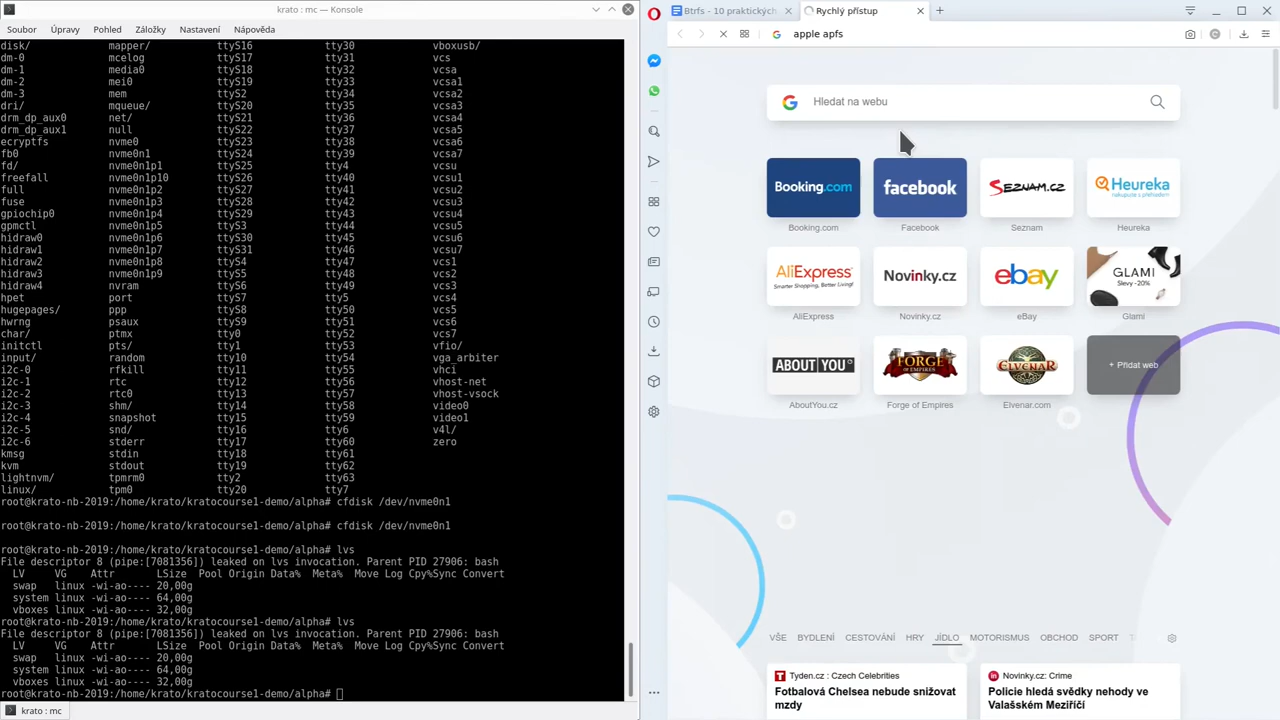 krato : mc — Konsole
Soubor Úpravy Pohled Záložky Nastavení Nápověda
disk/ mapper/ ttyS16 tty30 vboxusb/
dm-0 mcelog ttyS17 tty31 vcs
dm-1 media0 ttyS18 tty32 vcsa
dm-2 mei0 ttyS19 tty33 vcsa1
dm-3 mem ttyS2 tty34 vcsa2
dri/ mqueue/ ttyS20 tty35 vcsa3
drm_dp_aux0 net/ ttyS21 tty36 vcsa4
drm_dp_aux1 null ttyS22 tty37 vcsa5
ecryptfs nvme0 ttyS23 tty38 vcsa6
fb0 nvme0n1 ttyS24 tty39 vcsa7
fd/ nvme0n1p1 ttyS25 tty4 vcsu
freefall nvme0n1p10 ttyS26 tty40 vcsu1
full nvme0n1p2 ttyS27 tty41 vcsu2
fuse nvme0n1p3 ttyS28 tty42 vcsu3
gpiochip0 nvme0n1p4 ttyS29 tty43 vcsu4
gpmctl nvme0n1p5 ttyS3 tty44 vcsu5
hidraw0 nvme0n1p6 ttyS30 tty45 vcsu6
hidraw1 nvme0n1p7 ttyS31 tty46 vcsu7
hidraw2 nvme0n1p8 ttyS4 tty47 vcs1
hidraw3 nvme0n1p9 ttyS5 tty48 vcs2
hidraw4 nvram ttyS6 tty49 vcs3
hpet port ttyS7 tty5 vcs4
hugepages/ ppp ttyS8 tty50 vcs5
hwrng psaux ttyS9 tty51 vcs6
char/ ptmx tty0 tty52 vcs7
initctl pts/ tty1 tty53 vfio/
input/ random tty10 tty54 vga_arbiter
i2c-0 rfkill tty11 tty55 vhci
i2c-1 rtc tty12 tty56 vhost-net
i2c-2 rtc0 tty13 tty57 vhost-vsock
i2c-3 shm/ tty14 tty58 video0
i2c-4 snapshot tty15 tty59 video1
i2c-5 snd/ tty16 tty6 v4l/
i2c-6 stderr tty17 tty60 zero
kmsg stdin tty18 tty61
kvm stdout tty19 tty62
lightnvm/ tpmrm0 tty2 tty63
linux/ tpm0 tty20 tty7
root@krato-nb-2019:/home/krato/kratocourse1-demo/alpha# cfdisk /dev/nvme0n1
root@krato-nb-2019:/home/krato/kratocourse1-demo/alpha# cfdisk /dev/nvme0n1
root@krato-nb-2019:/home/krato/kratocourse1-demo/alpha# lvs
File descriptor 8 (pipe:[7081356]) leaked on lvs invocation. Parent PID 27906: bash
LV VG Attr LSize Pool Origin Data% Meta% Move Log Cpy%Sync Convert
swap linux -wi-ao---- 20,00g
system linux -wi-ao---- 64,00g
vboxes linux -wi-ao---- 32,00g
root@krato-nb-2019:/home/krato/kratocourse1-demo/alpha# lvs
File descriptor 8 (pipe:[7081356]) leaked on lvs invocation. Parent PID 27906: bash
LV VG Attr LSize Pool Origin Data% Meta% Move Log Cpy%Sync Convert
swap linux -wi-ao---- 20,00g
system linux -wi-ao---- 64,00g
vboxes linux -wi-ao---- 32,00g
root@krato-nb-2019:/home/krato/kratocourse1-demo/alpha#
krato : mc
Btrfs - 10 praktických
Rychlý přístup
apple apfs
Hledat na webu
Booking.com facebook SEZNAM.CZ Heureka
nakupujte s přehledem
Booking.com Facebook Seznam Heureka
AliExpress Novinky.cz ebay GLAMI
Smarter Shopping, Better Living! Slevy -20%
AliExpress Novinky.cz eBay Glami
ABOUT YOU FORGE OF EMPIRES ELVENAR + Přidat web
AboutYou.cz Forge of Empires Elvenar.com
VŠE BYDLENÍ CESTOVÁNÍ HRY JÍDLO MOTORISMUS OBCHOD SPORT
Tyden.cz : Czech Celebrities
Fotbalová Chelsea nebude snižovat
mzdy
Novinky.cz: Crime
Policie hledá svědky nehody ve
Valašském Meziříčí